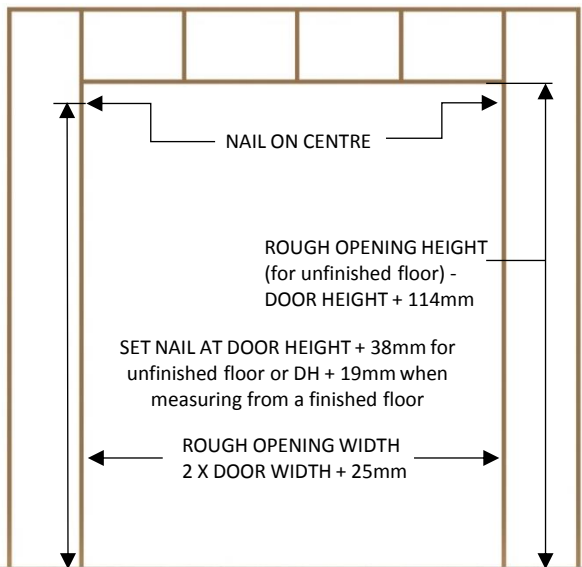 NAIL ON CENTRE
ROUGH OPENING HEIGHT
(for unfinished floor) -
DOOR HEIGHT + 114mm
SET NAIL AT DOOR HEIGHT + 38mm for
unfinished floor or DH + 19mm when
measuring from a finished floor
ROUGH OPENING WIDTH
2 X DOOR WIDTH + 25mm